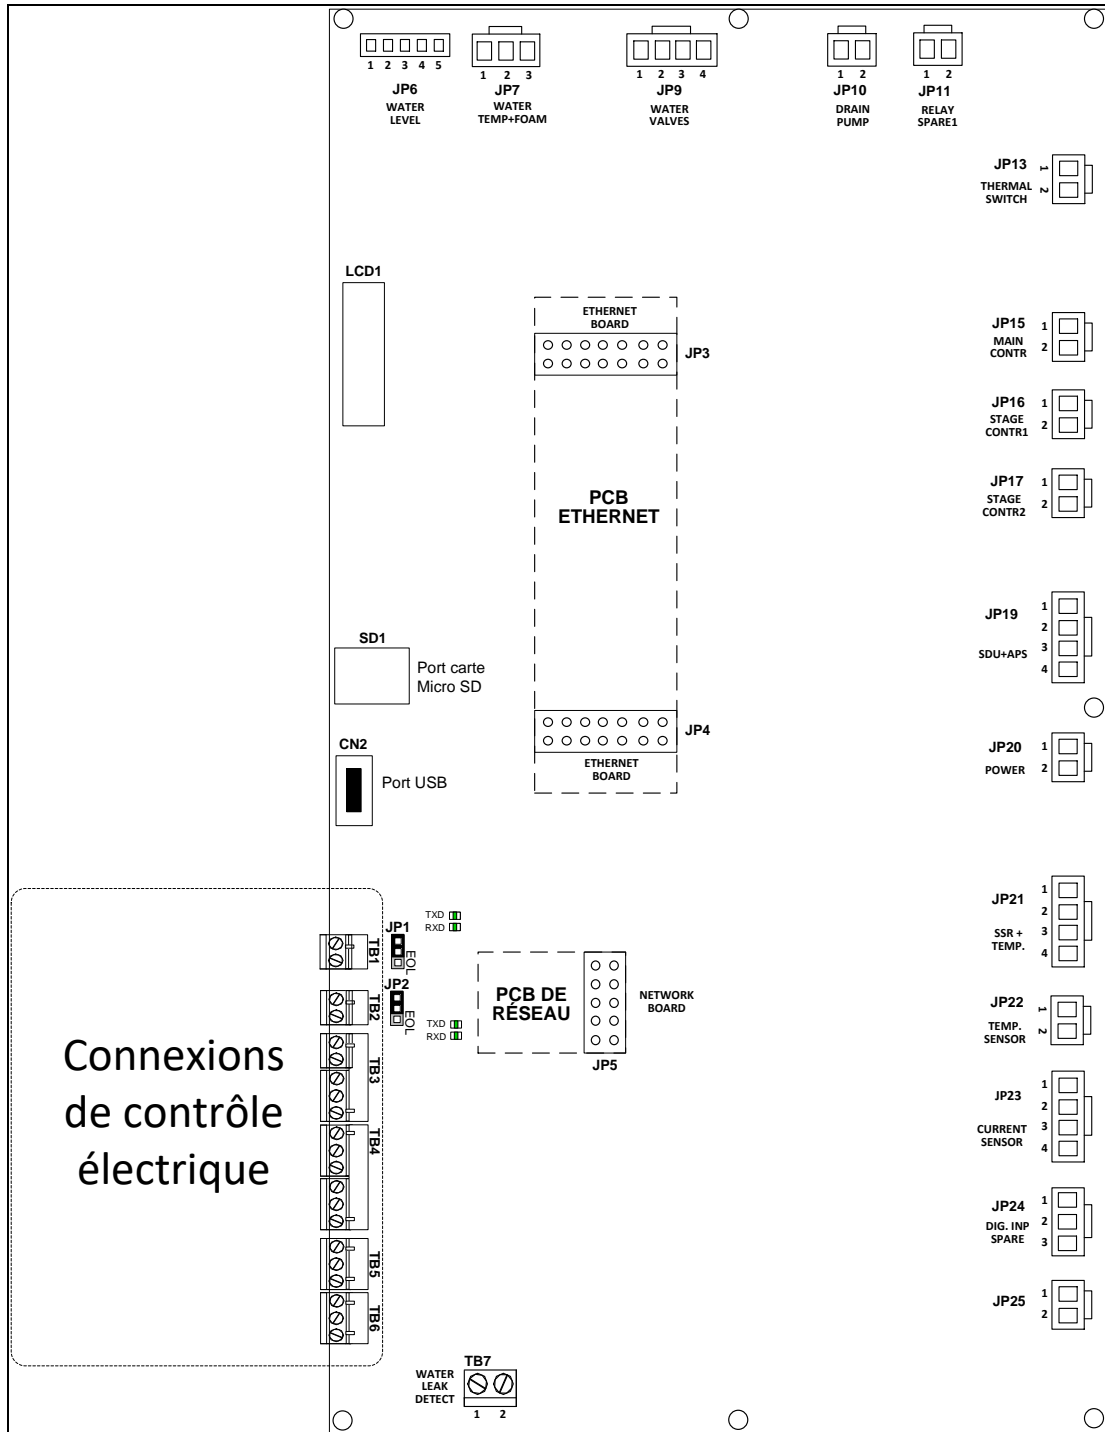 1 2 3 4 5
JP6
WATER
LEVEL
1 2 3
JP7
WATER
TEMP+FOAM
1 2 3 4
JP9
WATER
VALVES
1 2
JP10
DRAIN
PUMP
1 2
JP11
RELAY
SPARE1
JP13
THERMAL
SWITCH
1
2
LCD1
ETHERNET
BOARD
JP3
JP15
MAIN
CONTR
1
2
JP16
STAGE
CONTR1
1
2
JP17
STAGE
CONTR2
1
2
PCB
ETHERNET
JP19
SDU+APS
1
2
3
4
SD1
Port carte
Micro SD
JP4
ETHERNET
BOARD
CN2
Port USB
JP20
POWER
1
2
JP21
SSR +
TEMP.
1
2
3
4
TXD
RXD
JP1
EOL
TB1
JP2
EOL
TB2
TXD
RXD
PCB DE
RÉSEAU
NETWORK
BOARD
JP5
JP22
TEMP.
SENSOR
1
2
Connexions
de contrôle
électrique
TB3
TB4
TB5
TB6
JP23
CURRENT
SENSOR
1
2
3
4
JP24
DIG. INP
SPARE
1
2
3
JP25
1
2
TB7
WATER
LEAK
DETECT
1 2